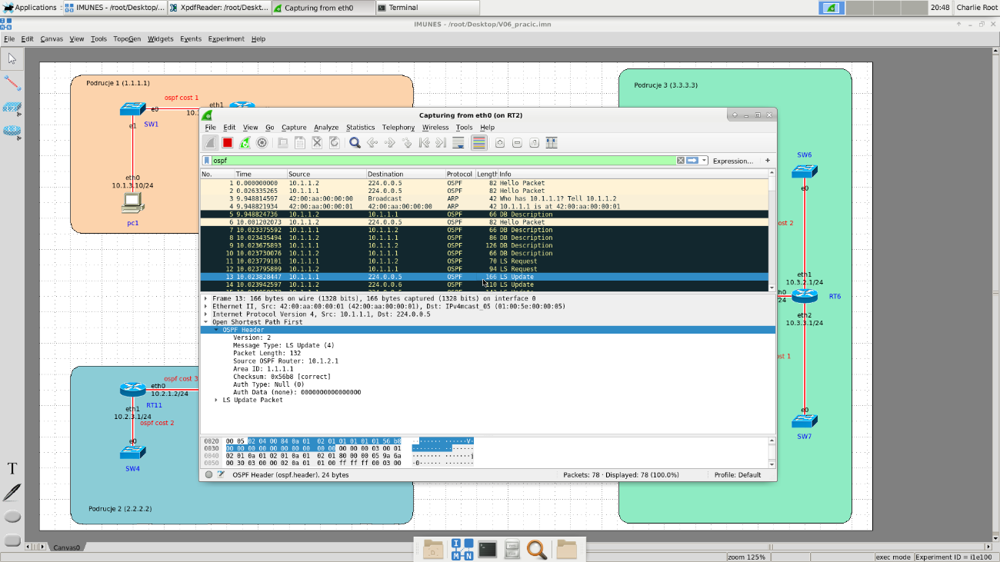 Applications
IMUNES - /root/Desktop/...
XpdfReader: /root/Deskt...
Capturing from eth0
Terminal
20:48
Charlie Root
IMUNES - /root/Desktop/V06_pracic.imn
File Edit Canvas View Tools TopoGen Widgets Events Experiment Help
Podrucje 1 (1.1.1.1)
ospf cost 1
e0
eth1
10.
SW1
e1
eth0
10.1.3.10/24
pc1
Podrucje 3 (3.3.3.3)
SW6
e0
ost 2
eth1
10.3.2.1/24
h0
/24
RT6
eth2
10.3.3.1/24
st 1
e0
SW7
ospf cost 3
eth0
10.2.1.2/24
RT11
eth1
10.2.3.1/24
ospf cost 2
e0
SW4
Podrucje 2 (2.2.2.2)
Capturing from eth0 (on RT2)
File Edit View Go Capture Analyze Statistics Telephony Wireless Tools Help
ospf
Expression...
+
No. Time Source Destination Protocol Length Info
1 0.000000000 10.1.1.2 224.0.0.5 OSPF 82 Hello Packet
2 0.026335265 10.1.1.2 224.0.0.5 OSPF 82 Hello Packet
3 9.948814597 42:00:aa:00:00:00 Broadcast ARP 42 Who has 10.1.1.1? Tell 10.1.1.2
4 9.948821934 42:00:aa:00:00:01 42:00:aa:00:00:00 ARP 42 10.1.1.1 is at 42:00:aa:00:00:01
5 9.948824736 10.1.1.2 10.1.1.1 OSPF 66 DB Description
6 10.001202073 10.1.1.2 224.0.0.5 OSPF 82 Hello Packet
7 10.023375592 10.1.1.1 10.1.1.2 OSPF 66 DB Description
8 10.023435494 10.1.1.2 10.1.1.1 OSPF 86 DB Description
9 10.023675893 10.1.1.1 10.1.1.2 OSPF 126 DB Description
10 10.023730076 10.1.1.2 10.1.1.1 OSPF 66 DB Description
11 10.023779101 10.1.1.1 10.1.1.2 OSPF 70 LS Request
12 10.023795809 10.1.1.2 10.1.1.1 OSPF 94 LS Request
13 10.023828447 10.1.1.1 224.0.0.5 OSPF 166 LS Update
14 10.023942597 10.1.1.2 224.0.0.6 OSPF 110 LS Update
Frame 13: 166 bytes on wire (1328 bits), 166 bytes captured (1328 bits) on interface 0
Ethernet II, Src: 42:00:aa:00:00:01 (42:00:aa:00:00:01), Dst: IPv4mcast_05 (01:00:5e:00:00:05)
Internet Protocol Version 4, Src: 10.1.1.1, Dst: 224.0.0.5
Open Shortest Path First
OSPF Header
Version: 2
Message Type: LS Update (4)
Packet Length: 132
Source OSPF Router: 10.1.2.1
Area ID: 1.1.1.1
Checksum: 0x56b8 [correct]
Auth Type: Null (0)
Auth Data (none): 0000000000000000
LS Update Packet
0020 00 05 02 04 00 84 0a 01 02 01 01 01 01 01 56 b8 ········ ······V·
0030 00 00 00 00 00 00 00 00 00 00 00 00 00 03 00 01 ········ ········
0040 02 01 0a 01 02 01 0a 01 02 01 80 00 00 05 9a 6a ········ ·······j
0050 00 30 03 00 00 02 0a 01 01 00 ff ff ff 00 03 00 ·0······ ········
OSPF Header (ospf.header), 24 bytes
Packets: 78 · Displayed: 78 (100.0%)
Profile: Default
T
Canvas0
I M
U N
E S
zoom 125%
exec mode
Experiment ID = i1e100